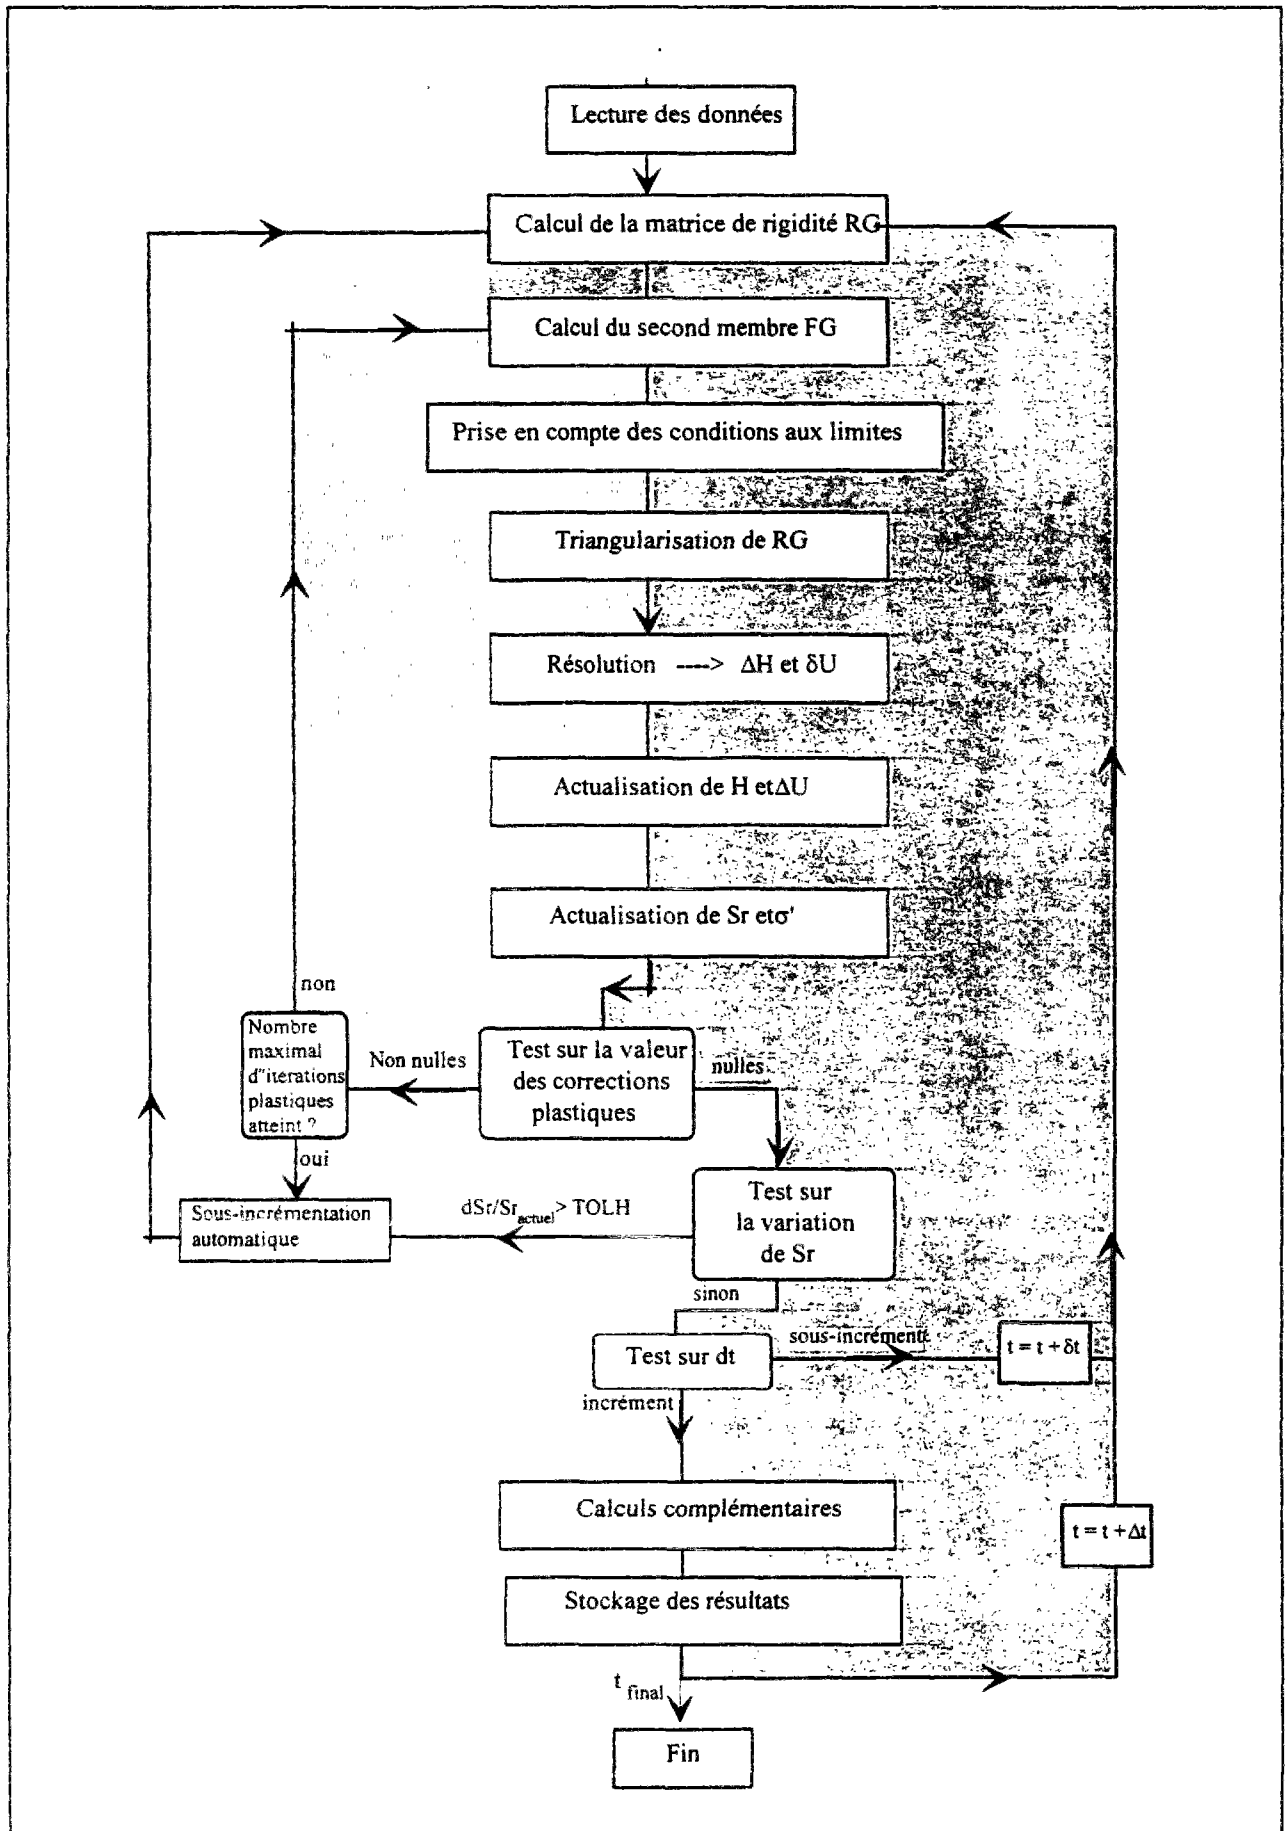 Lecture des données
Calcul de la matrice de rigidité RG
Calcul du second membre FG
Prise en compte des conditions aux limites
Triangularisation de RG
Résolution ----> ΔH et δU
Actualisation de H etΔU
Actualisation de Sr etσ'
non
Nombre
maximal
d"iterations
plastiques
atteint ?
Non nulles
Test sur la valeur
des corrections
plastiques
nulles
oui
Sous-incrémentation
automatique
dSr/Sr actuel > TOLH
Test sur
la variation
de Sr
sinon
Test sur dt
sous-incrément
t = t + δt
incrément
Calculs complémentaires
t = t + Δt
Stockage des résultats
t final
Fin